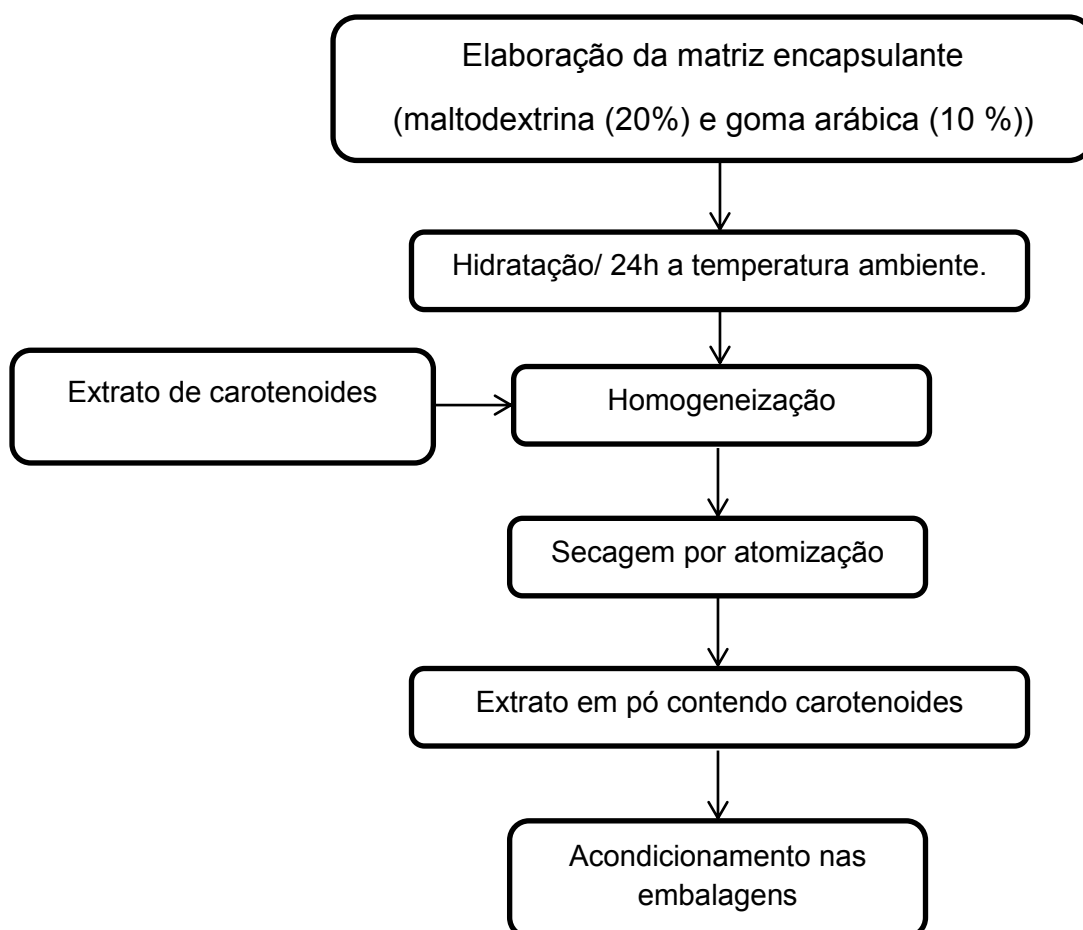 Elaboração da matriz encapsulante
(maltodextrina (20%) e goma arábica (10 %))
Hidratação/ 24h a temperatura ambiente.
Extrato de carotenoides
Homogeneização
Secagem por atomização
Extrato em pó contendo carotenoides
Acondicionamento nas
embalagens